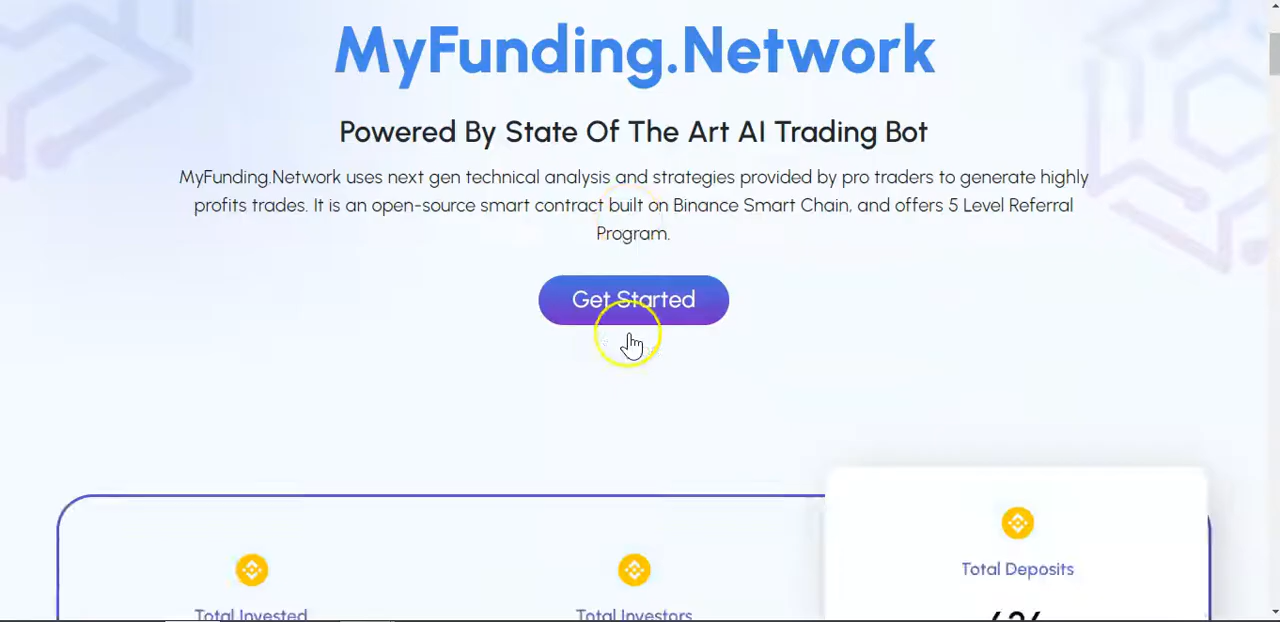 MyFunding.Network
Powered By State Of The Art AI Trading Bot
MyFunding.Network uses next gen technical analysis and strategies provided by pro traders to generate highly
profits trades. It is an open-source smart contract built on Binance Smart Chain, and offers 5 Level Referral
Program.
Get Started
Total Deposits
Total Invested
Total Investors